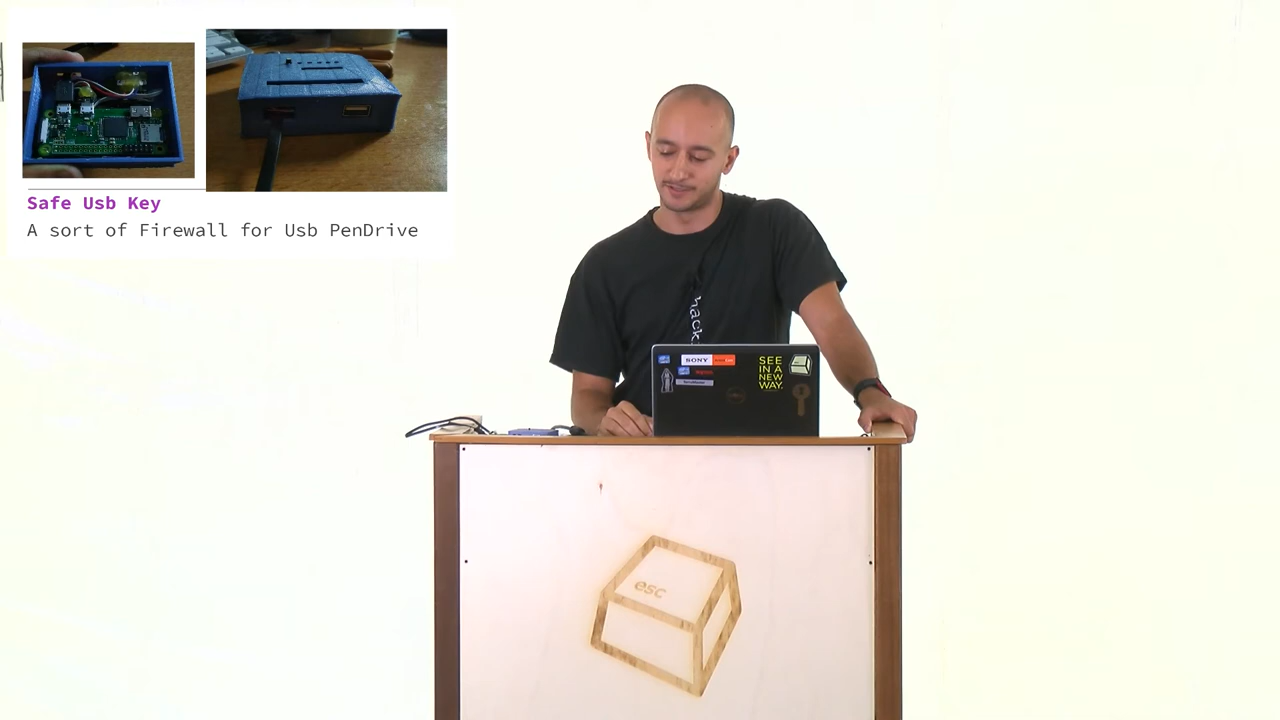 Safe Usb Key
A sort of Firewall for Usb PenDrive
hack
SONY
SEE
IN A
NEW
WAY.
esc